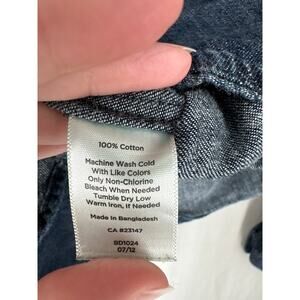 100% Cotton
Machine Wash Cold
With Like Colors
Only Non-Chlorine
Bleach When Needed
Tumble Dry Low
Warm Iron, If Needed
Made in Bangladesh
CA #23147
BD1024
07/12